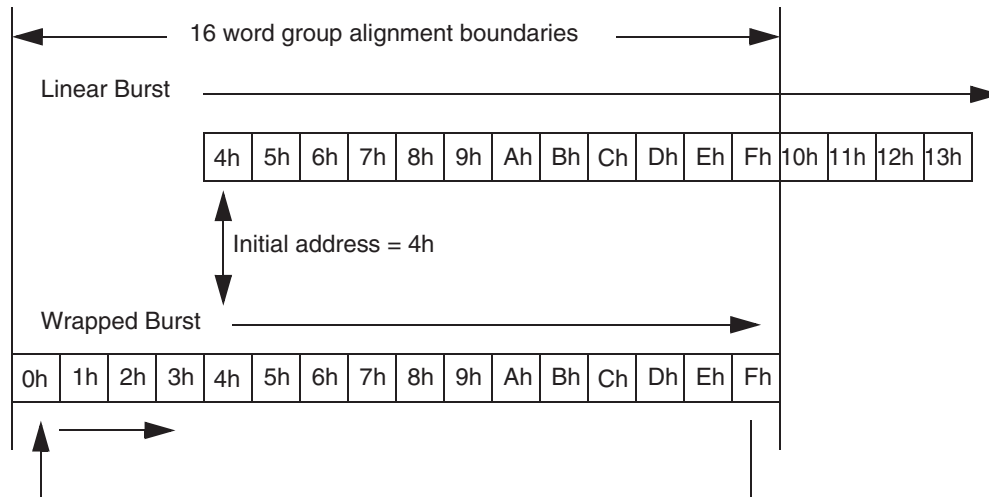 16 word group alignment boundaries
Linear Burst
4h 5h 6h 7h 8h 9h Ah Bh Ch Dh Eh Fh 10h 11h 12h 13h
Initial address = 4h
Wrapped Burst
0h 1h 2h 3h 4h 5h 6h 7h 8h 9h Ah Bh Ch Dh Eh Fh